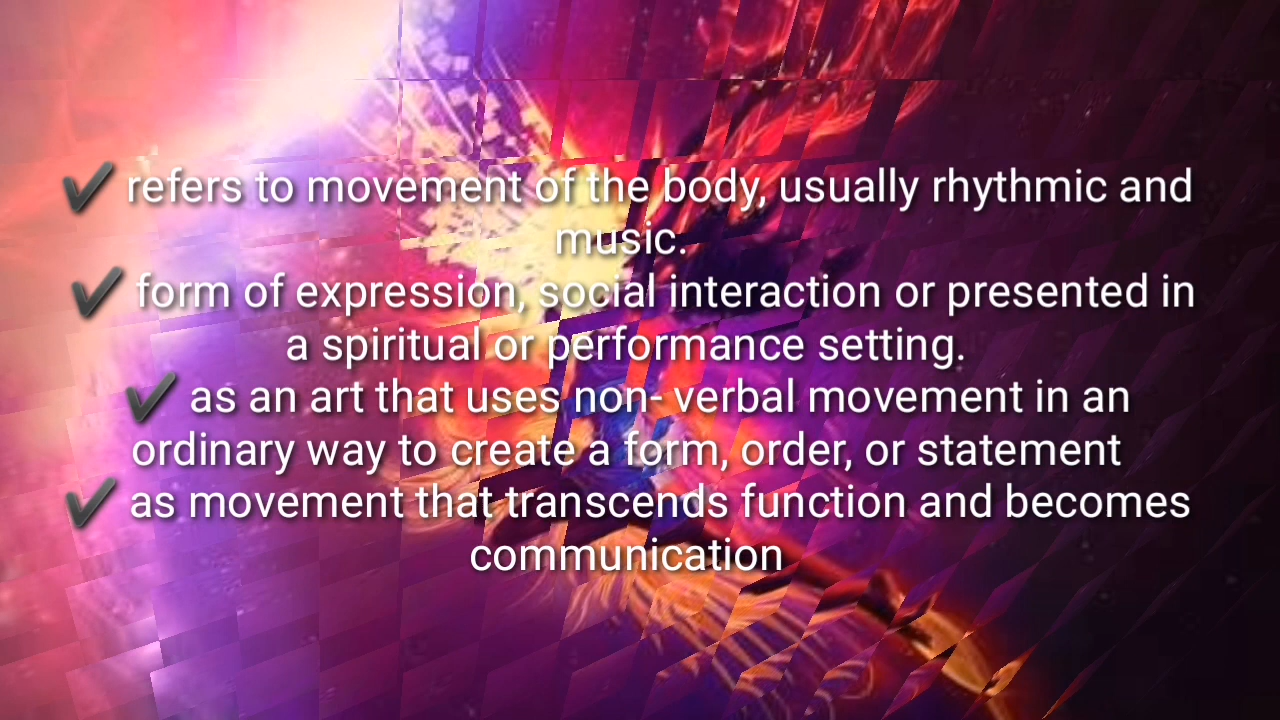 ✔ refers to movement of the body, usually rhythmic and
music.
✔ form of expression, social interaction or presented in
a spiritual or performance setting.
✔ as an art that uses non- verbal movement in an
ordinary way to create a form, order, or statement
✔ as movement that transcends function and becomes
communication